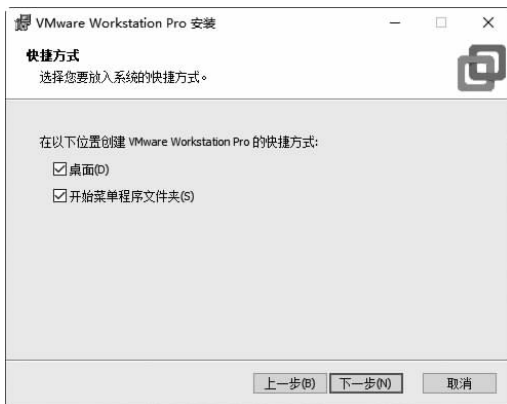 VMware Workstation Pro 安装
快捷方式
选择您要放入系统的快捷方式。
在以下位置创建 VMware Workstation Pro 的快捷方式:
桌面(D)
开始菜单程序文件夹(S)
上一步(B) 下一步(N) 取消